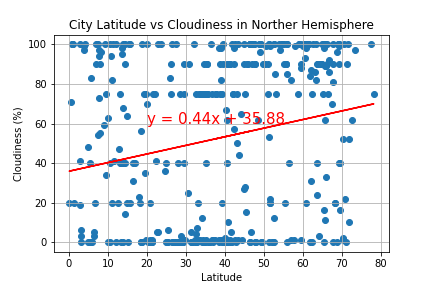 City Latitude vs Cloudiness in Norther Hemisphere
100
80
60
40
20
0
Cloudiness (%)
y = 0.44x + 35.88
0 10 20 30 40 50 60 70 80
Latitude